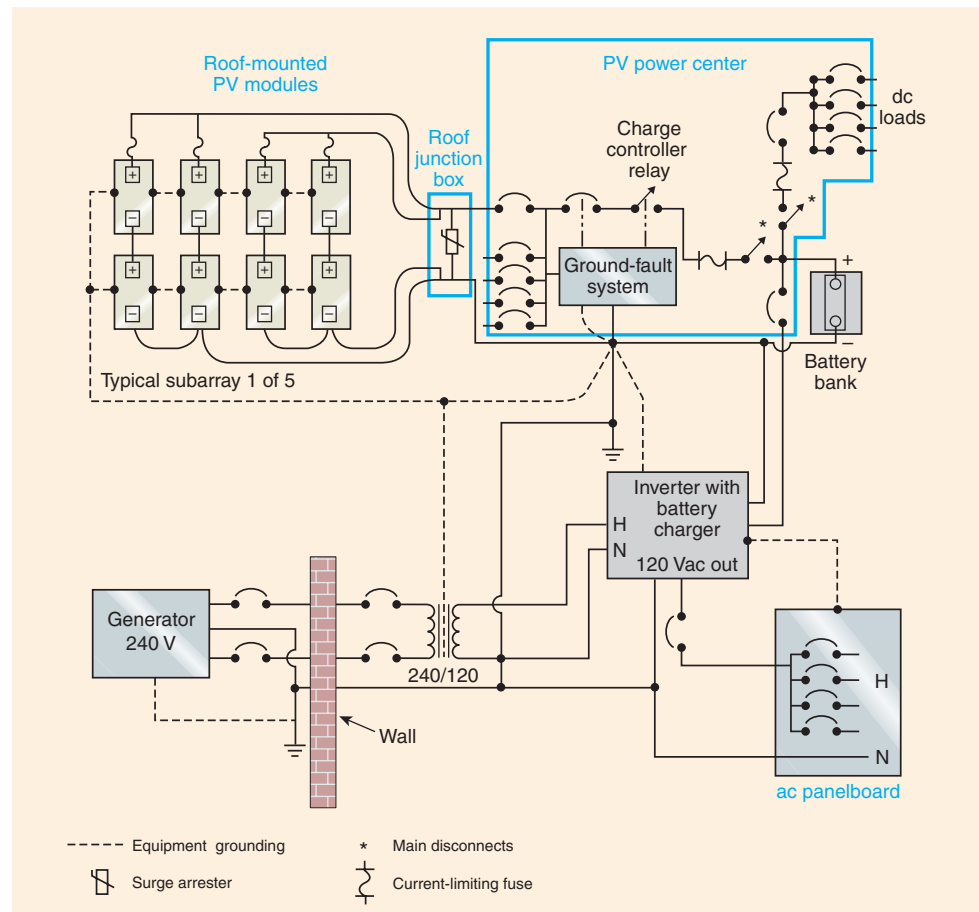 Roof-mounted
PV modules
PV power center
dc
loads
Roof
junction
box
Charge
controller
relay
+ + + +
*
*
− − − −
Ground-fault
system
+ + + +
+
− − − −
−
Battery
bank
Typical subarray 1 of 5
Inverter with
battery
charger
H
N
120 Vac out
Generator
240 V
240/120
H
Wall
N
ac panelboard
Equipment grounding
* Main disconnects
Surge arrester
Current-limiting fuse